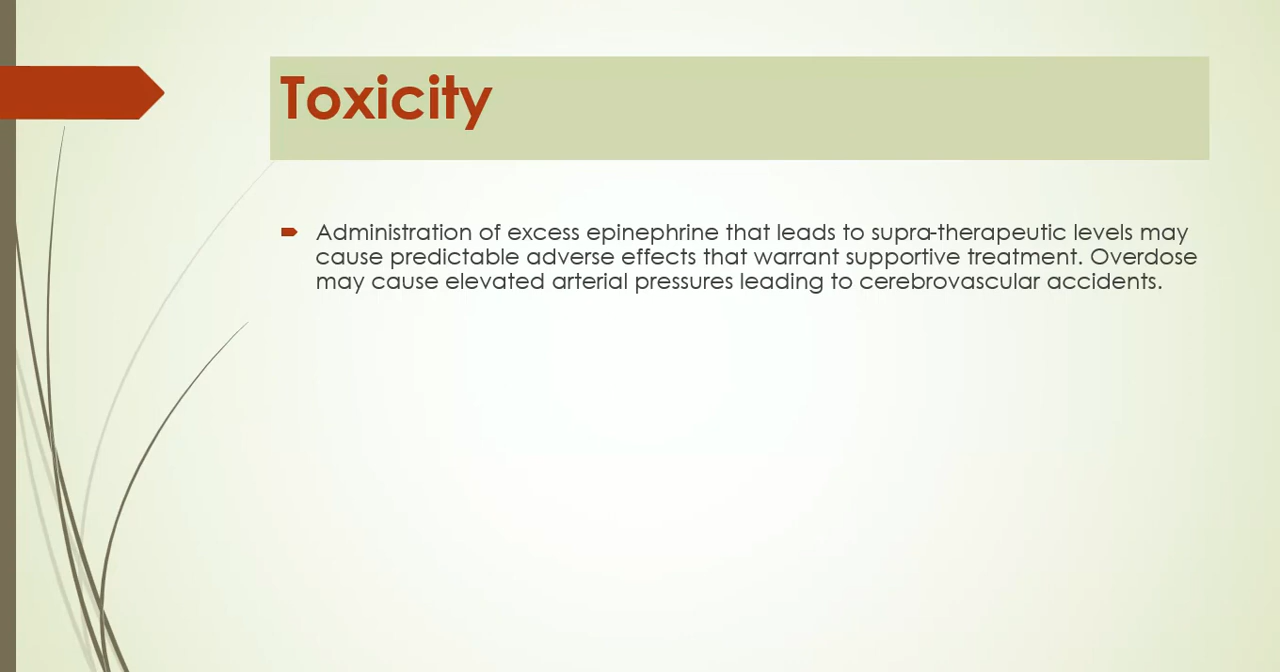 Toxicity
Administration of excess epinephrine that leads to supra-therapeutic levels may
cause predictable adverse effects that warrant supportive treatment. Overdose
may cause elevated arterial pressures leading to cerebrovascular accidents.